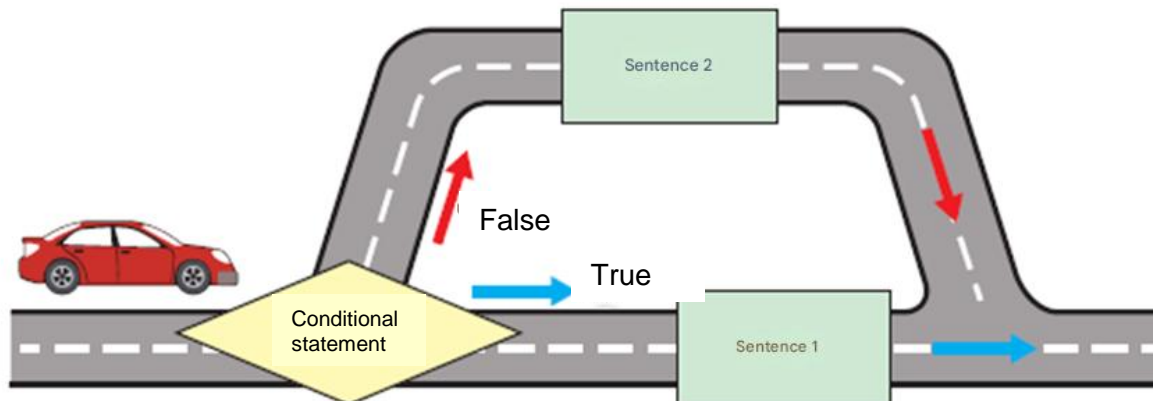 Sentence 2
False
True
Conditional
statement
Sentence 1